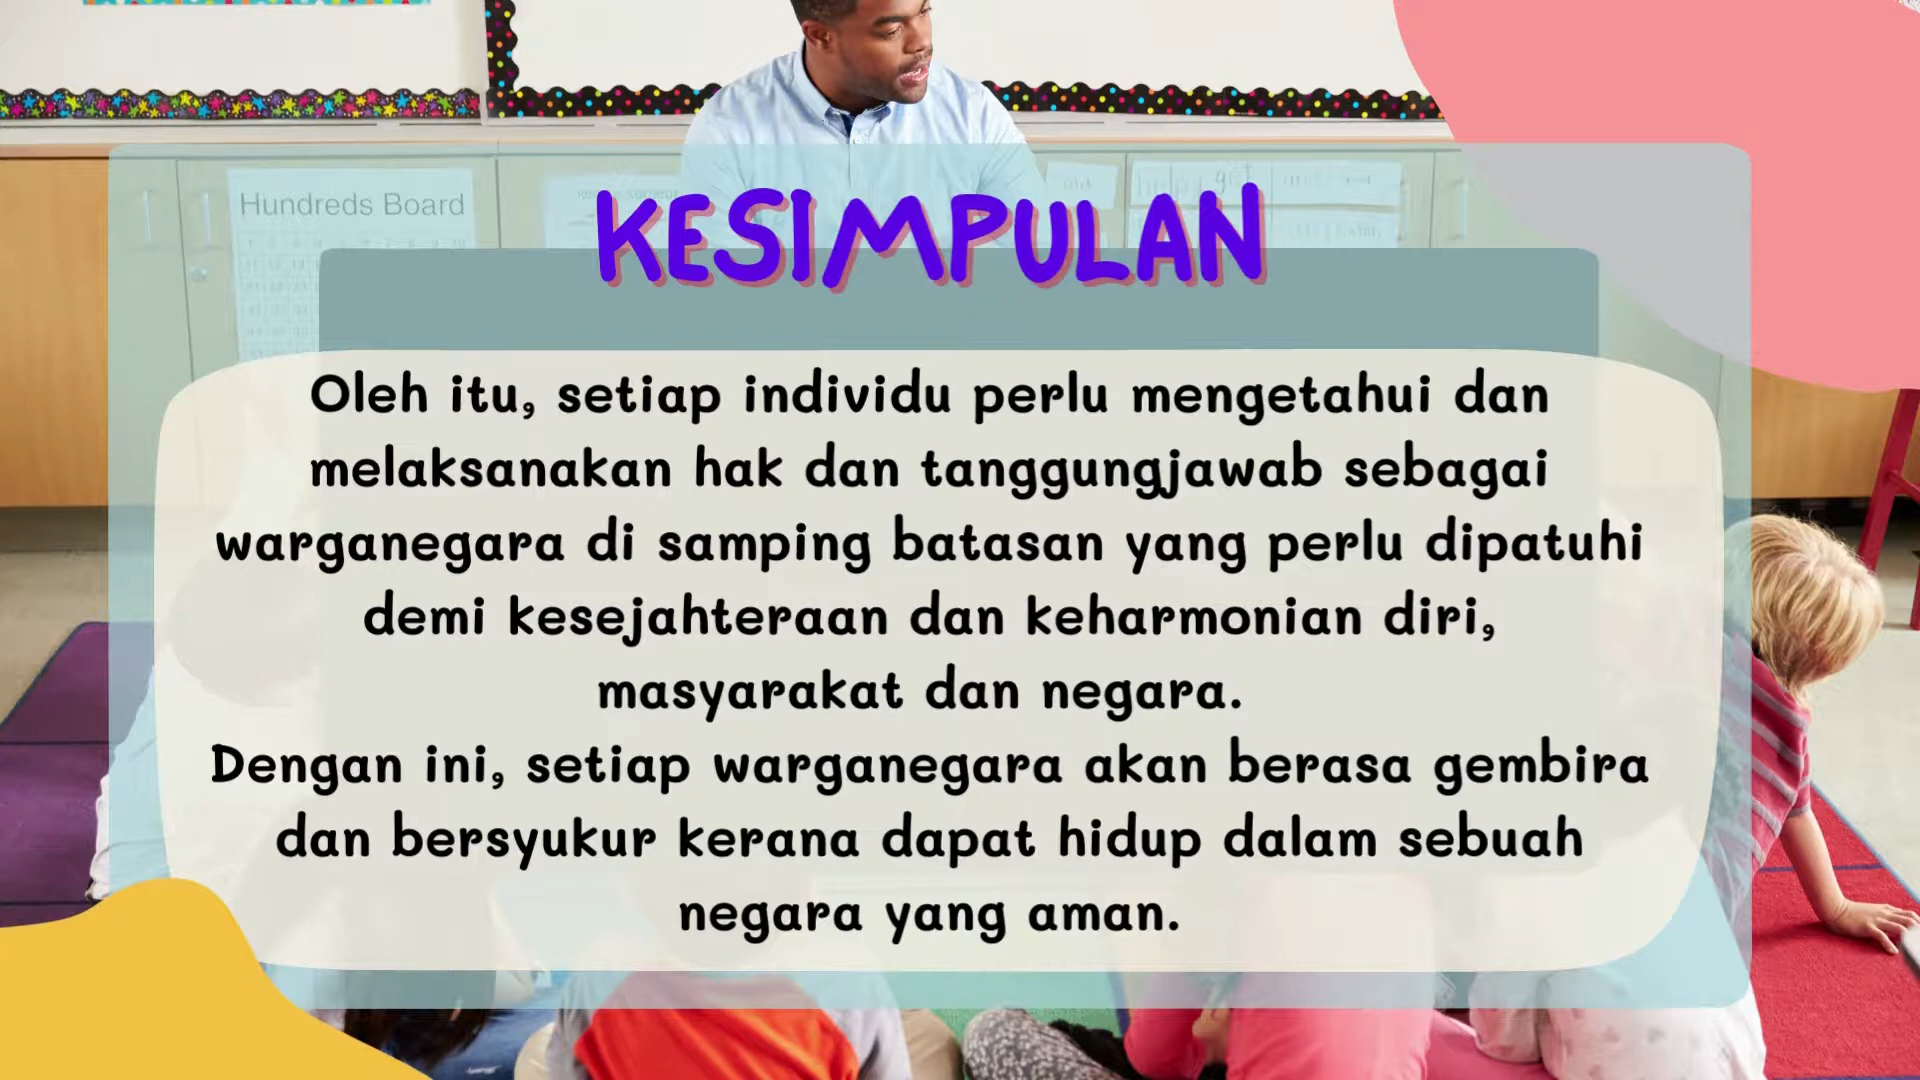 Hundreds Board
KESIMPULAN
Oleh itu, setiap individu perlu mengetahui dan
melaksanakan hak dan tanggungjawab sebagai
warganegara di samping batasan yang perlu dipatuhi
demi kesejahteraan dan keharmonian diri,
masyarakat dan negara.
Dengan ini, setiap warganegara akan berasa gembira
dan bersyukur kerana dapat hidup dalam sebuah
negara yang aman.